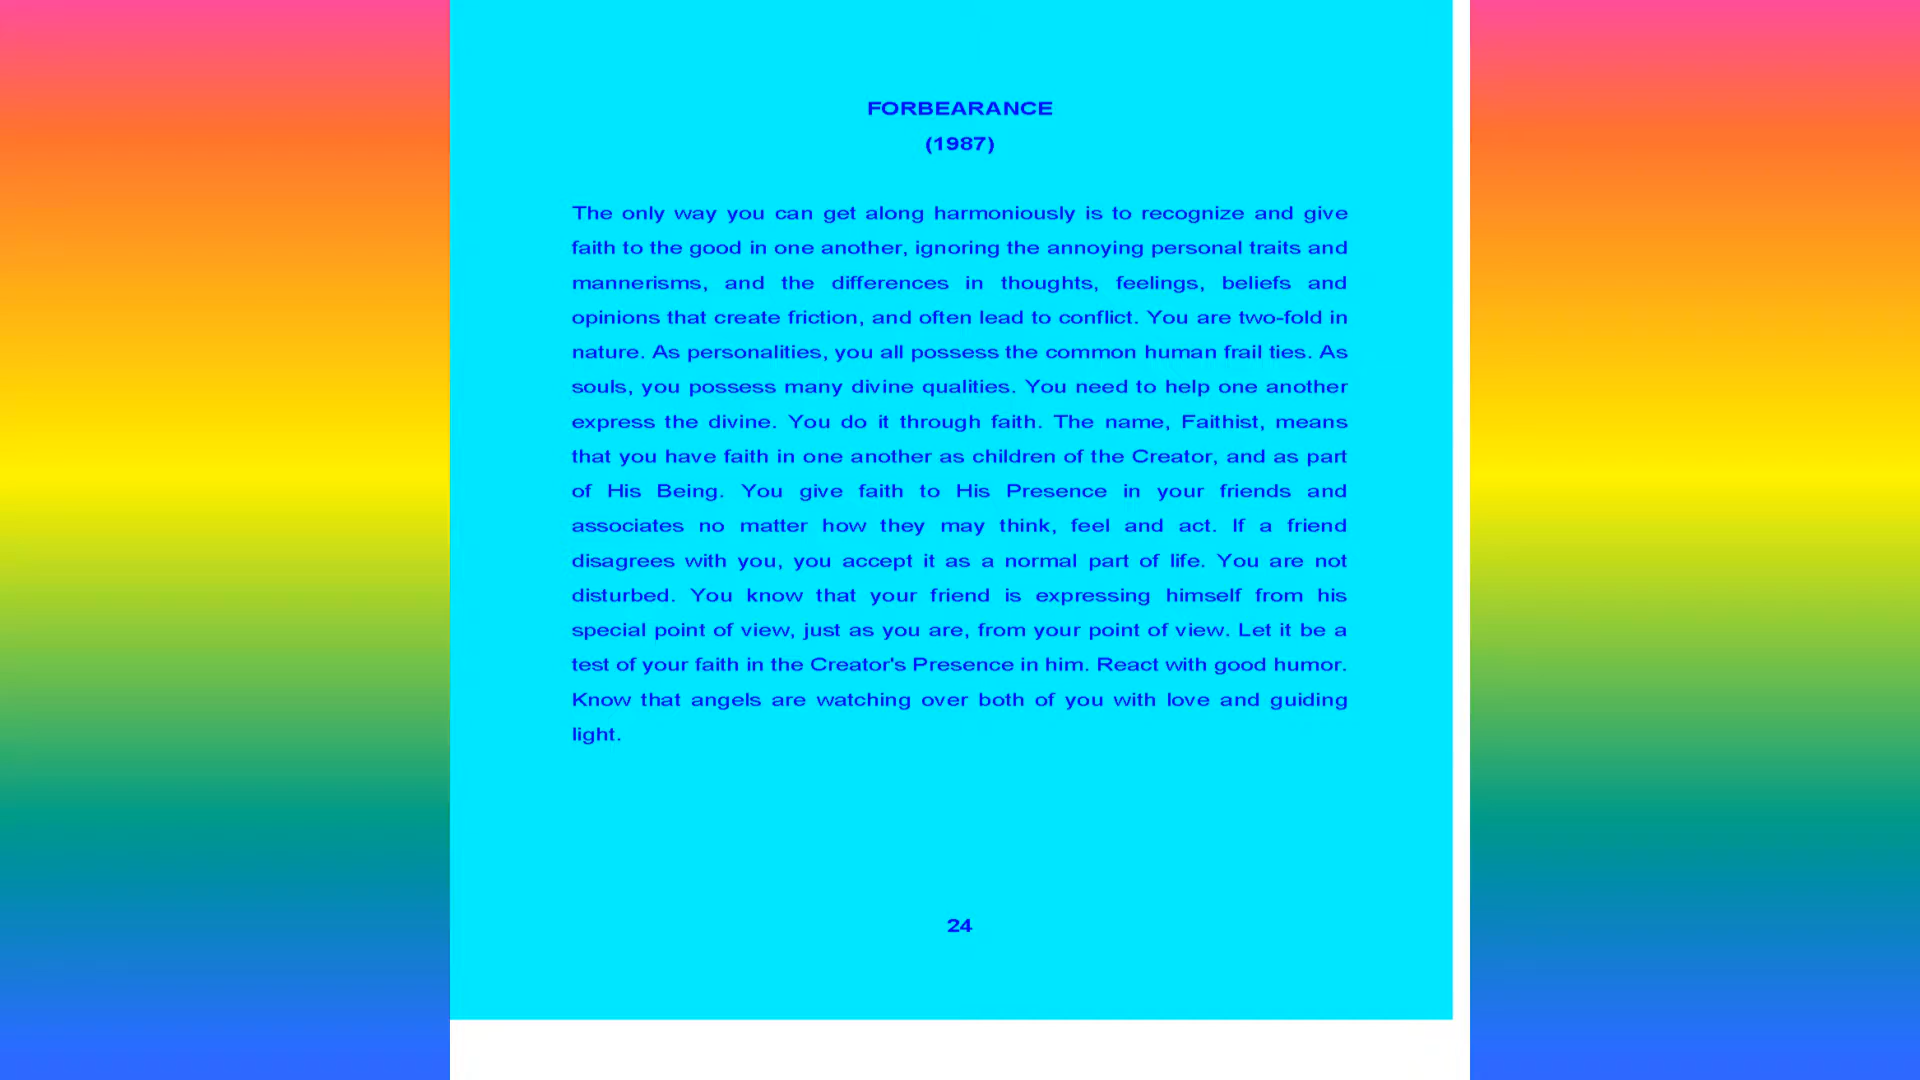 FORBEARANCE
(1987)
The only way you can get along harmoniously is to recognize and give
faith to the good in one another, ignoring the annoying personal traits and
mannerisms, and the differences in thoughts, feelings, beliefs and
opinions that create friction, and often lead to conflict. You are two-fold in
nature. As personalities, you all possess the common human frail ties. As
souls, you possess many divine qualities. You need to help one another
express the divine. You do it through faith. The name, Faithist, means
that you have faith in one another as children of the Creator, and as part
of His Being. You give faith to His Presence in your friends and
associates no matter how they may think, feel and act. If a friend
disagrees with you, you accept it as a normal part of life. You are not
disturbed. You know that your friend is expressing himself from his
special point of view, just as you are, from your point of view. Let it be a
test of your faith in the Creator's Presence in him. React with good humor.
Know that angels are watching over both of you with love and guiding
light.
24